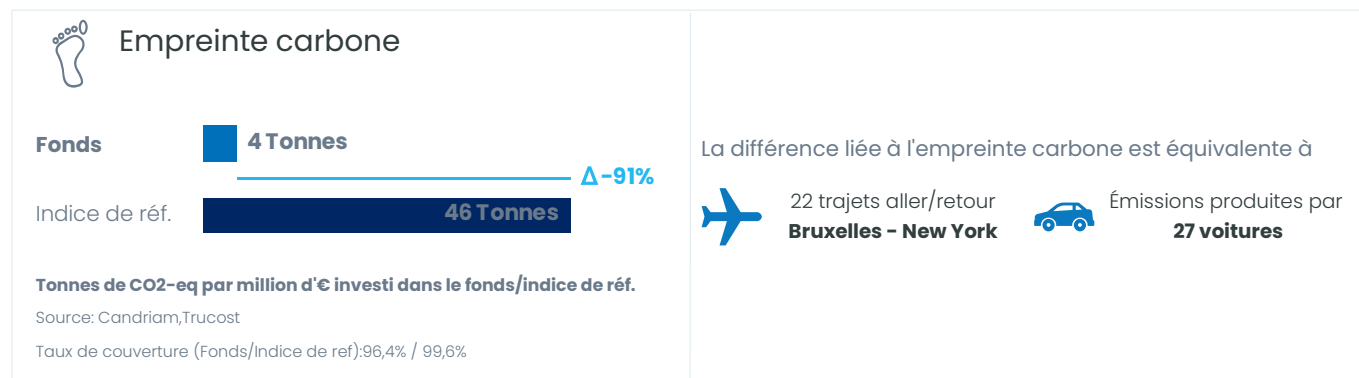 Empreinte carbone
Fonds
4 Tonnes
Δ-91%
Indice de réf.
46 Tonnes
Tonnes de CO2-eq par million d'€ investi dans le fonds/indice de réf.
Source: Candriam,Trucost
Taux de couverture (Fonds/Indice de ref):96,4% / 99,6%
La différence liée à l'empreinte carbone est équivalente à
22 trajets aller/retour
Bruxelles - New York
Émissions produites par
27 voitures